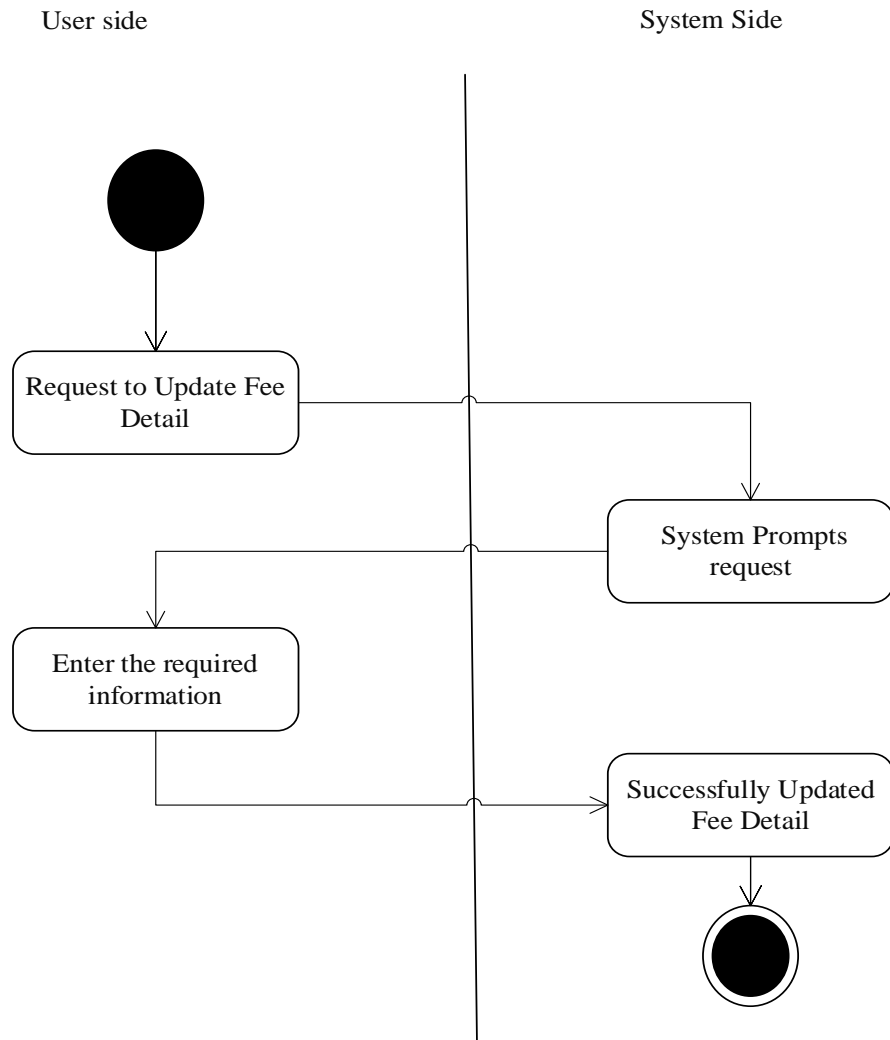 User side
System Side
Request to Update Fee
Detail
System Prompts
request
Enter the required
information
Successfully Updated
Fee Detail